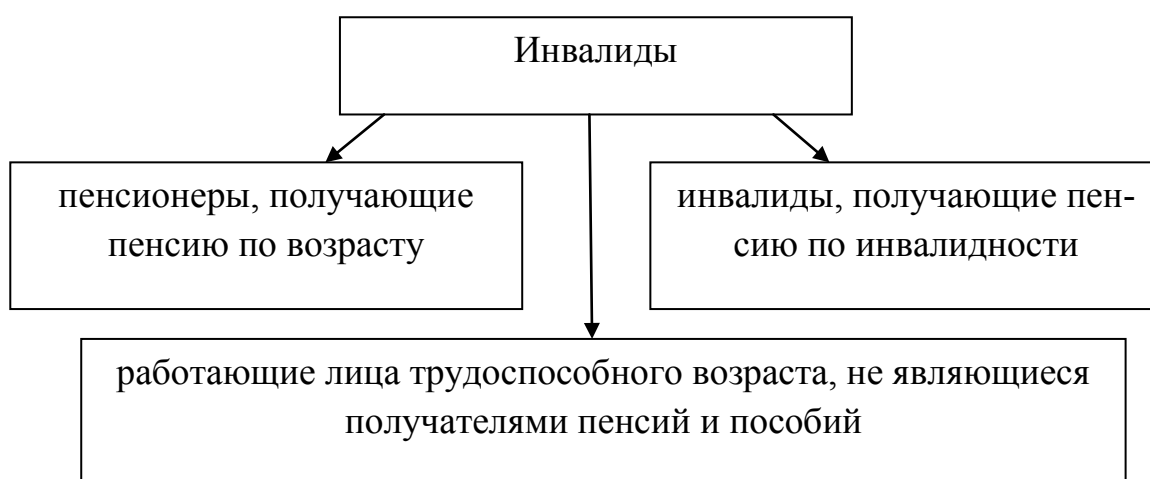 Инвалиды
пенсионеры, получающие
пенсию по возрасту
инвалиды, получающие пен-
сию по инвалидности
работающие лица трудоспособного возраста, не являющиеся
получателями пенсий и пособий